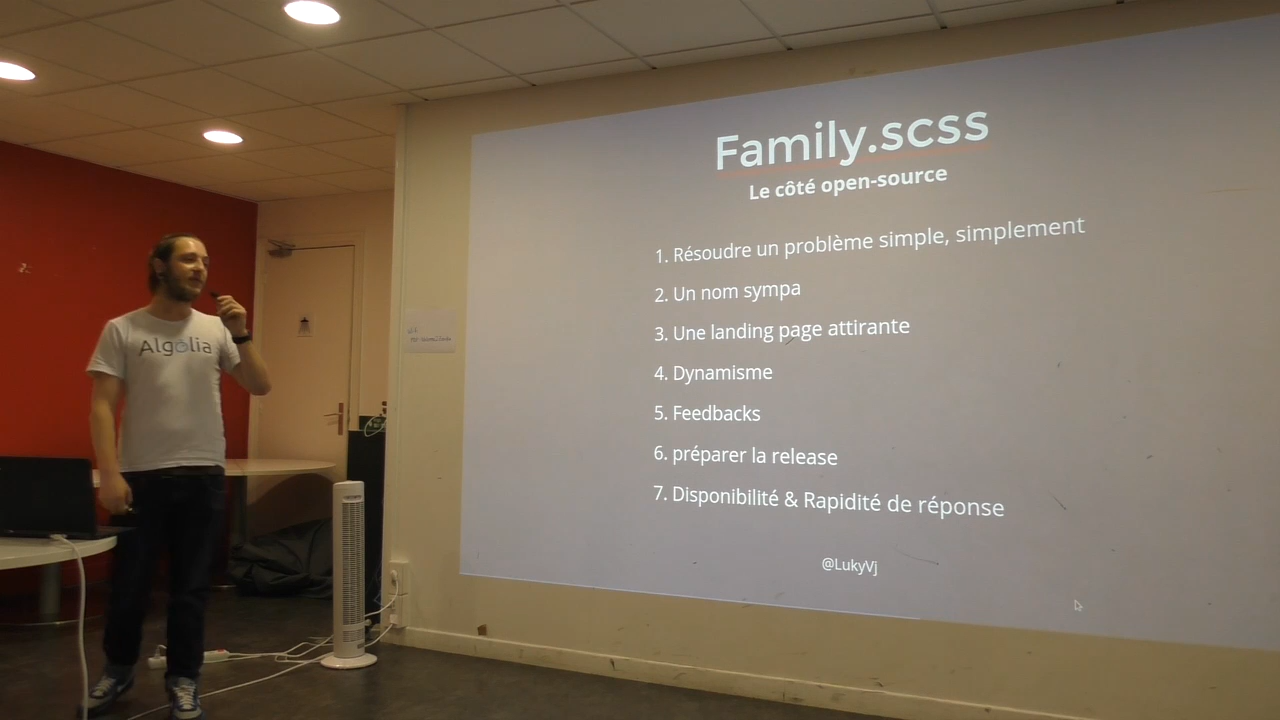 Family.scss
Le côté open-source
1. Résoudre un problème simple, simplement
2. Un nom sympa
3. Une landing page attirante
4. Dynamisme
5. Feedbacks
6. préparer la release
7. Disponibilité & Rapidité de réponse
@LukyVj
Algolia